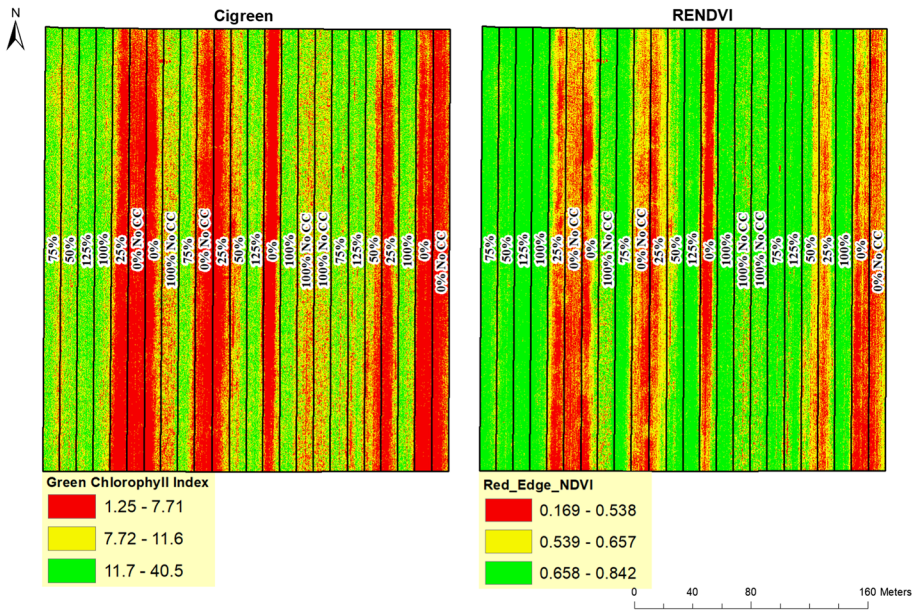 N
Cigreen
RENDVI
75%
50%
125%
100%
25%
0% No CC
0%
100% No CC
75%
0% No CC
25%
50%
125%
0%
100%
100% No CC
100% No CC
75%
125%
50%
25%
100%
0%
0% No CC
75%
50%
125%
100%
25%
0% No CC
0%
100% No CC
75%
0% No CC
25%
50%
125%
0%
100%
100% No CC
100% No CC
75%
125%
50%
25%
100%
0%
0% No CC
Green Chlorophyll Index
1.25 - 7.71
7.72 - 11.6
11.7 - 40.5
Red_Edge_NDVI
0.169 - 0.538
0.539 - 0.657
0.658 - 0.842
0 40 80 160 Meters